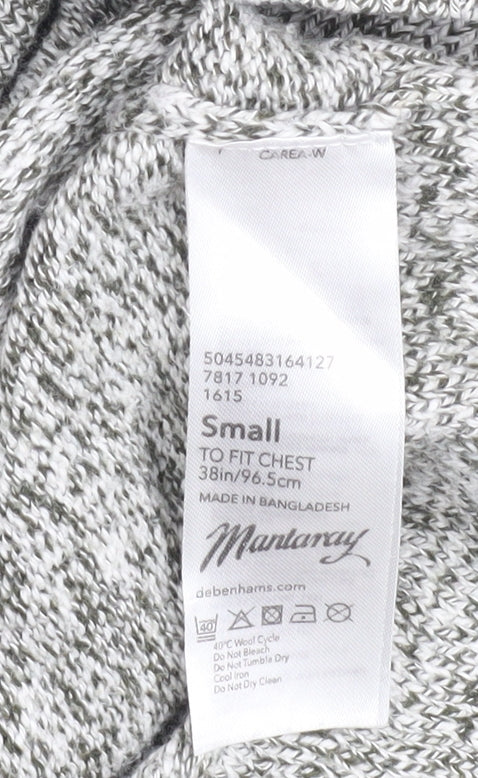 CAREA-W
5045483164127
7817 1092
1615
Small
TO FIT CHEST
38in/96.5cm
MADE IN BANGLADESH
Mantaray
debenhams.com
40
40°C Wool Cycle
Do Not Bleach
Do Not Tumble Dry
Cool Iron
Do Not Dry Clean